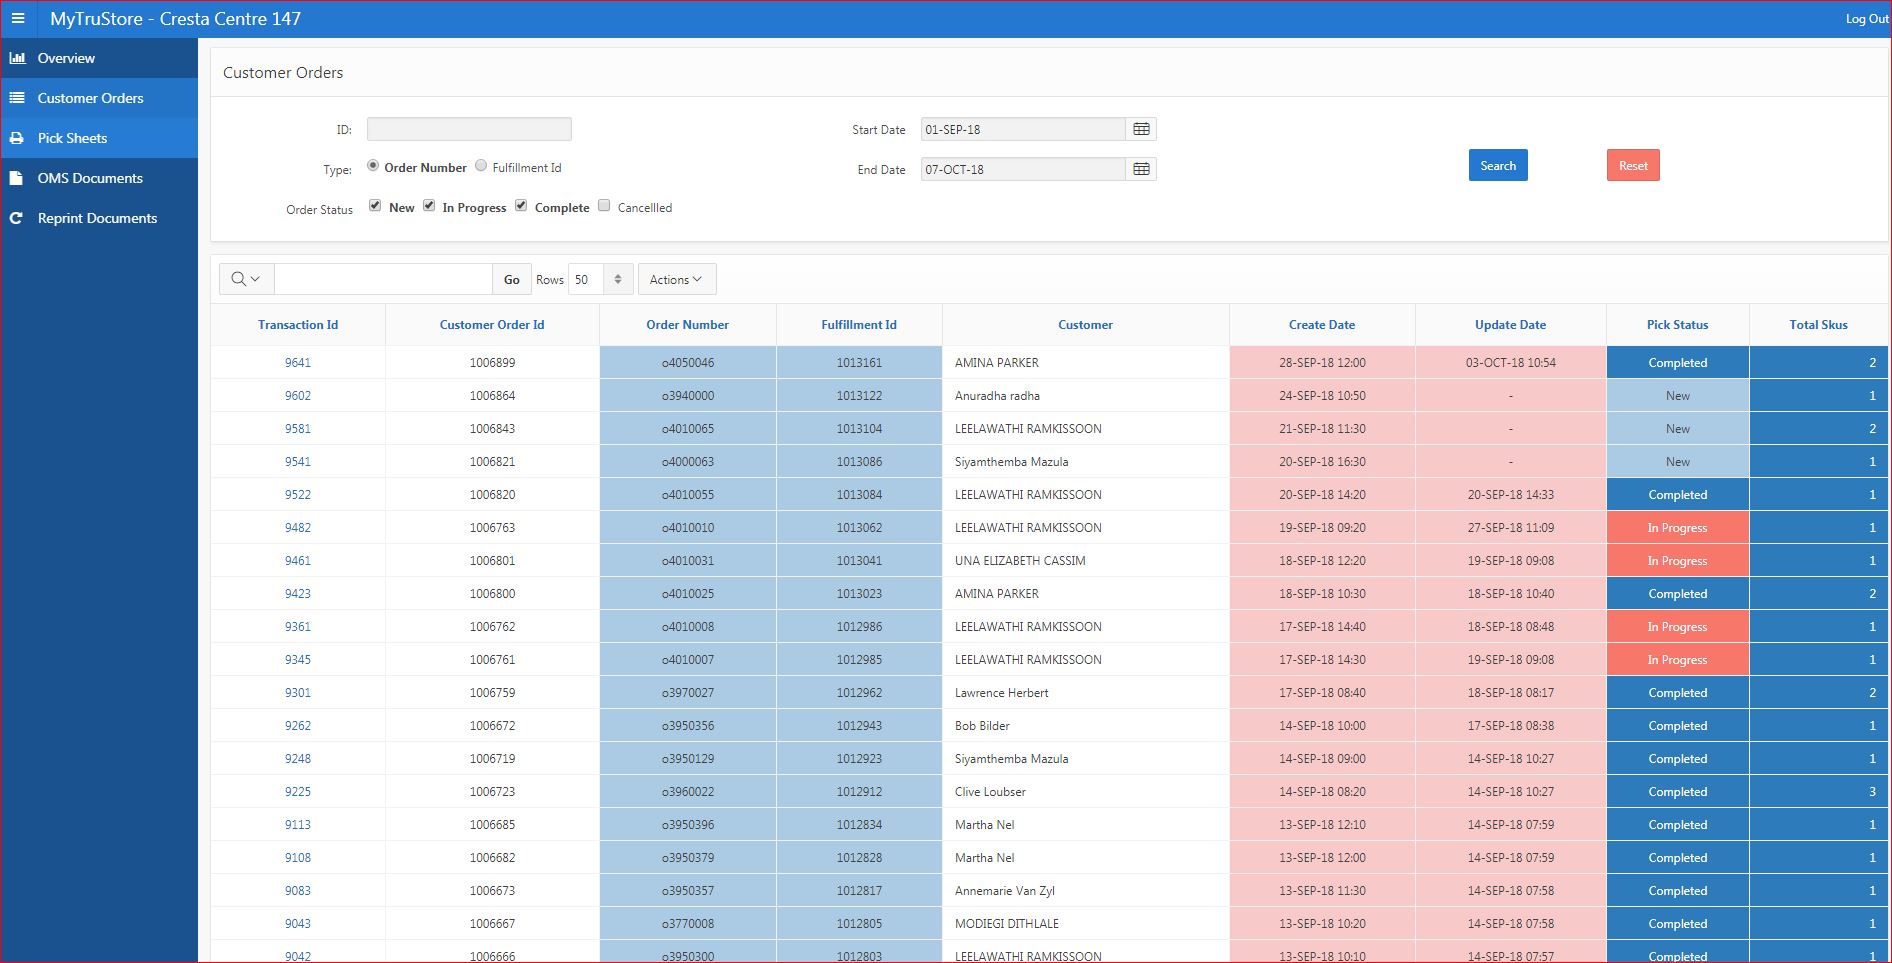 MyTruStore - Cresta Centre 147 Log Out
Overview
Customer Orders
Pick Sheets
OMS Documents
Reprint Documents
Customer Orders
ID: Start Date 01-SEP-18
Type: Order Number Fulfillment Id End Date 07-OCT-18 Search Reset
Order Status New In Progress Complete Cancellled
Go Rows 50 Actions
Transaction Id Customer Order Id Order Number Fulfillment Id Customer Create Date Update Date Pick Status Total Skus
9641 1006899 o4050046 1013161 AMINA PARKER 28-SEP-18 12:00 03-OCT-18 10:54 Completed 2
9602 1006864 o3940000 1013122 Anuradha radha 24-SEP-18 10:50 - New 1
9581 1006843 o4010065 1013104 LEELAWATHI RAMKISSOON 21-SEP-18 11:30 - New 2
9541 1006821 o4000063 1013086 Siyamthemba Mazula 20-SEP-18 16:30 - New 1
9522 1006820 o4010055 1013084 LEELAWATHI RAMKISSOON 20-SEP-18 14:20 20-SEP-18 14:33 Completed 1
9482 1006763 o4010010 1013062 LEELAWATHI RAMKISSOON 19-SEP-18 09:20 27-SEP-18 11:09 In Progress 1
9461 1006801 o4010031 1013041 UNA ELIZABETH CASSIM 18-SEP-18 12:20 19-SEP-18 09:08 In Progress 1
9423 1006800 o4010025 1013023 AMINA PARKER 18-SEP-18 10:30 18-SEP-18 10:40 Completed 2
9361 1006762 o4010008 1012986 LEELAWATHI RAMKISSOON 17-SEP-18 14:40 18-SEP-18 08:48 In Progress 1
9345 1006761 o4010007 1012985 LEELAWATHI RAMKISSOON 17-SEP-18 14:30 19-SEP-18 09:08 In Progress 1
9301 1006759 o3970027 1012962 Lawrence Herbert 17-SEP-18 08:40 18-SEP-18 08:17 Completed 2
9262 1006672 o3950356 1012943 Bob Bilder 14-SEP-18 10:00 17-SEP-18 08:38 Completed 1
9248 1006719 o3950129 1012923 Siyamthemba Mazula 14-SEP-18 09:00 14-SEP-18 10:27 Completed 1
9225 1006723 o3960022 1012912 Clive Loubser 14-SEP-18 08:20 14-SEP-18 10:27 Completed 3
9113 1006685 o3950396 1012834 Martha Nel 13-SEP-18 12:10 14-SEP-18 07:59 Completed 1
9108 1006682 o3950379 1012828 Martha Nel 13-SEP-18 12:00 14-SEP-18 07:59 Completed 1
9083 1006673 o3950357 1012817 Annemarie Van Zyl 13-SEP-18 11:30 14-SEP-18 07:58 Completed 1
9043 1006667 o3770008 1012805 MODIEGI DITHLALE 13-SEP-18 10:20 14-SEP-18 07:58 Completed 1
9042 1006666 o3950300 1012803 LEELAWATHI RAMKISSOON 13-SEP-18 10:10 14-SEP-18 07:57 Completed 1